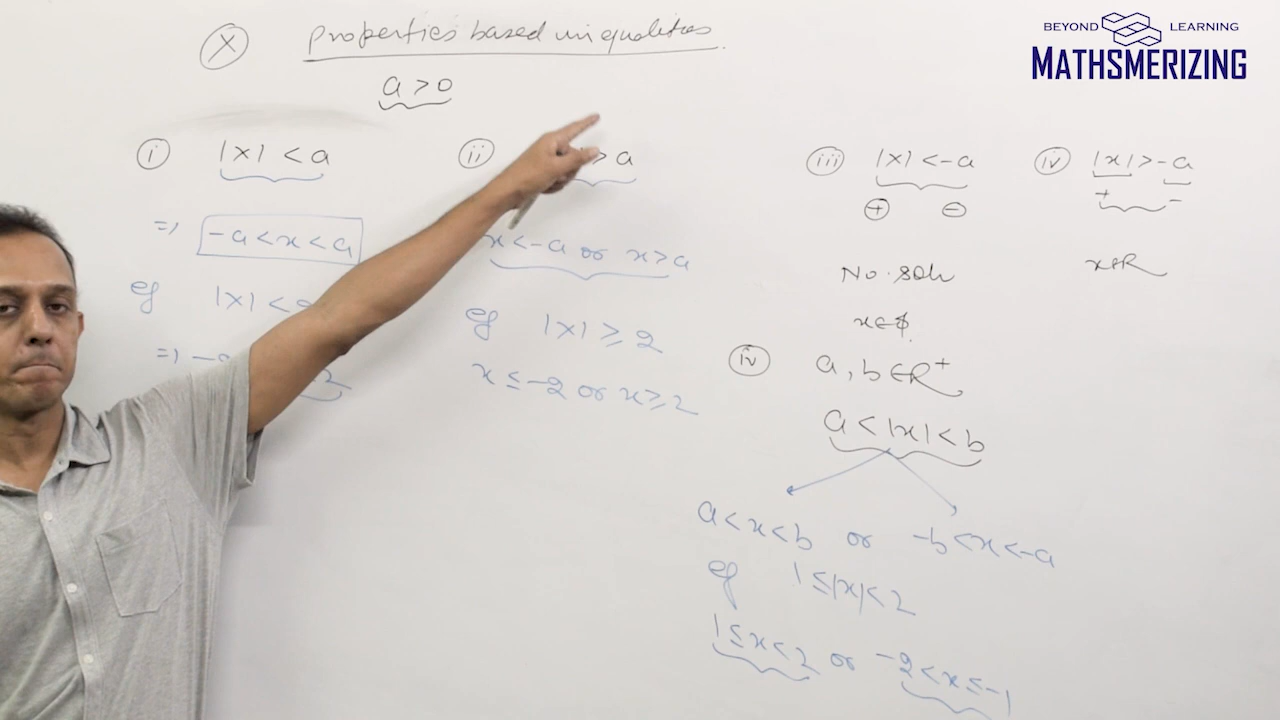 BEYOND LEARNING
MATHSMERIZING
Ⓧ properties based inequalities
a > 0
ⓘ |x| < a
⇒ -a < x < a
eg |x| <
⇒ -2
ⓘⓘ > a
x < -a or x > a
eg |x| ≥ 2
x ≤ -2 or x ≥ 2
ⓘⓘⓘ |x| < -a
⊕ ⊖
No soln
x ∈ ϕ
ⓘⓥ |x| > -a
+ -
x ∈ R
ⓘⓥ a, b ∈ R⁺
a < |x| < b
a < x < b or -b < x < -a
eg 1 ≤ |x| < 2
1 ≤ x < 2 or -2 < x ≤ -1